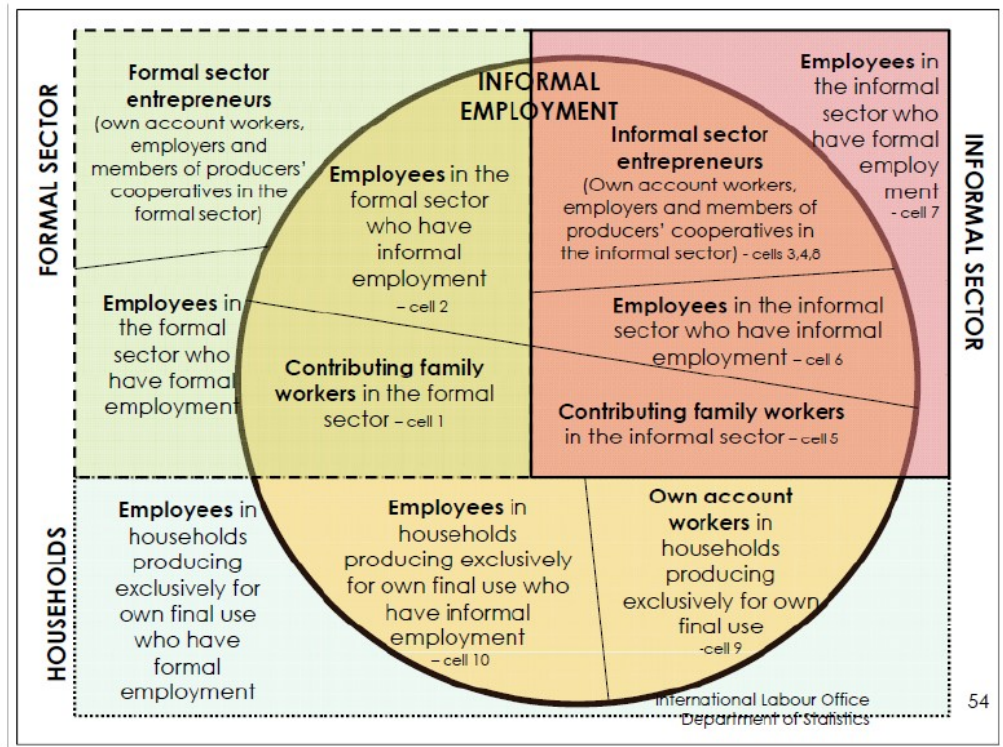 FORMAL SECTOR
Formal sector
entrepreneurs
(own account workers,
employers and
members of producers'
cooperatives in the
formal sector)
Employees in
the formal
sector who
have formal
employment
INFORMAL
EMPLOYMENT
Employees in the
formal sector
who have
informal
employment
– cell 2
Contributing family
workers in the formal
sector – cell 1
Informal sector
entrepreneurs
(Own account workers,
employers and members of
producers' cooperatives in
the informal sector) - cells 3,4,8
Employees in the informal
sector who have informal
employment – cell 6
Contributing family workers
in the informal sector – cell 5
Employees in
the informal
sector who
have formal
employ
ment
- cell 7
INFORMAL SECTOR
HOUSEHOLDS
Employees in
households
producing
exclusively for
own final use
who have
formal
employment
Employees in
households
producing exclusively
for own final use who
have informal
employment
– cell 10
Own account
workers in
households
producing
exclusively for own
final use
-cell 9
International Labour Office
Department of Statistics
54